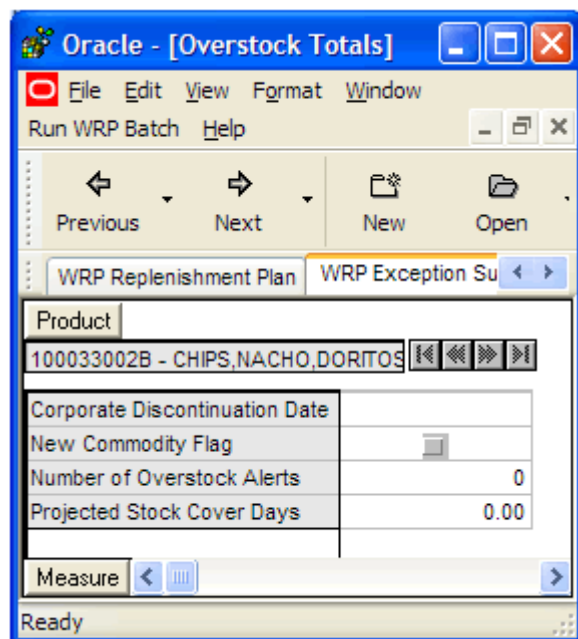 Oracle - [Overstock Totals]
File Edit View Format Window
Run WRP Batch Help
Previous Next New Open
WRP Replenishment Plan WRP Exception Su
Product
100033002B - CHIPS,NACHO,DORITOS
Corporate Discontinuation Date
New Commodity Flag
Number of Overstock Alerts 0
Projected Stock Cover Days 0.00
Measure
Ready